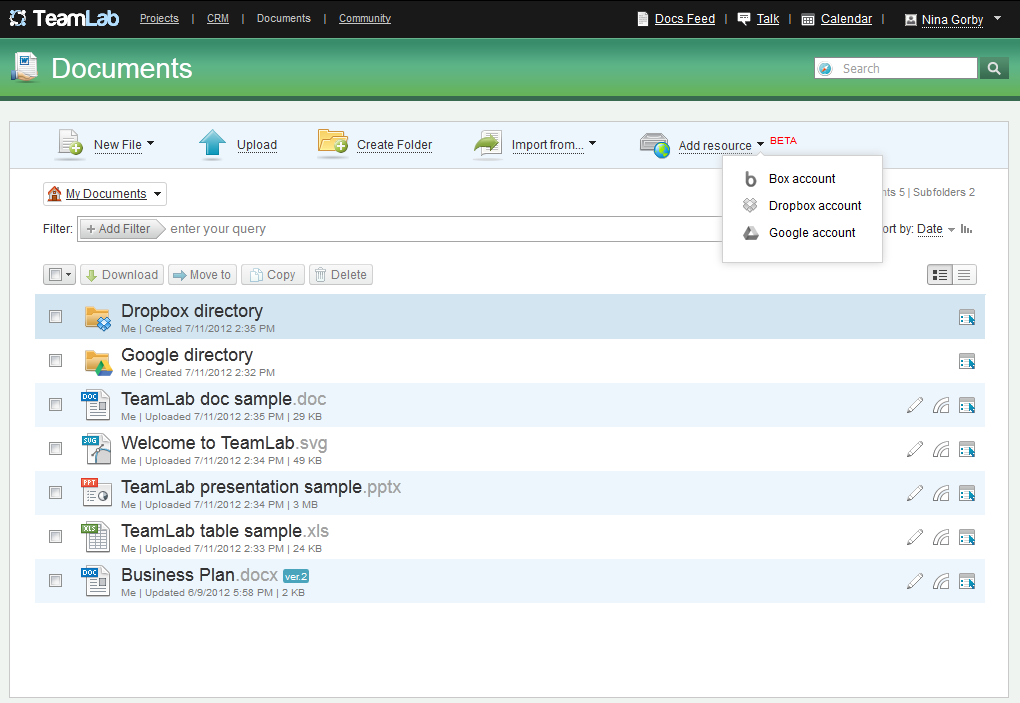 TeamLab Projects | CRM | Documents | Community Docs Feed | Talk | Calendar | Nina Gorby
Documents
Search
New File Upload Create Folder Import from... Add resource BETA
Box account
Dropbox account
Google account
My Documents
5 | Subfolders 2
Filter: + Add Filter enter your query by: Date
Download Move to Copy Delete
Dropbox directory
Me | Created 7/11/2012 2:35 PM
Google directory
Me | Created 7/11/2012 2:32 PM
DOC
TeamLab doc sample.doc
Me | Uploaded 7/11/2012 2:35 PM | 29 KB
SVG
Welcome to TeamLab.svg
Me | Uploaded 7/11/2012 2:34 PM | 49 KB
PPT
TeamLab presentation sample.pptx
Me | Uploaded 7/11/2012 2:34 PM | 3 MB
XLS
TeamLab table sample.xls
Me | Uploaded 7/11/2012 2:33 PM | 24 KB
DOC
Business Plan.docx ver.2
Me | Updated 6/9/2012 5:58 PM | 2 KB